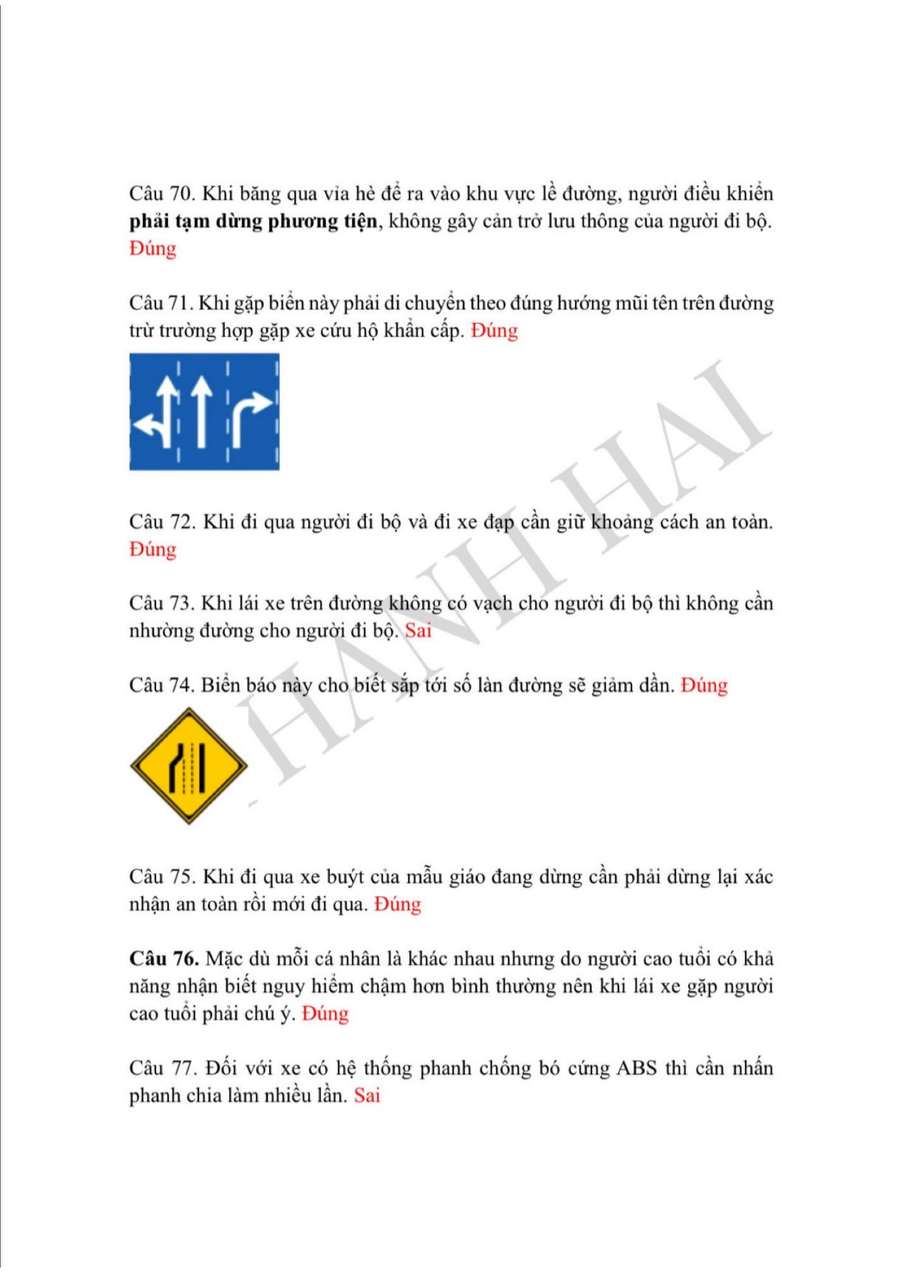 Câu 70. Khi băng qua vỉa hè để ra vào khu vực lề đường, người điều khiển
phải tạm dừng phương tiện, không gây cản trở lưu thông của người đi bộ.
Đúng
Câu 71. Khi gặp biển này phải di chuyển theo đúng hướng mũi tên trên đường
trừ trường hợp gặp xe cứu hộ khẩn cấp. Đúng
Câu 72. Khi đi qua người đi bộ và đi xe đạp cần giữ khoảng cách an toàn.
Đúng
Câu 73. Khi lái xe trên đường không có vạch cho người đi bộ thì không cần
nhường đường cho người đi bộ. Sai
Câu 74. Biển báo này cho biết sắp tới số làn đường sẽ giảm dần. Đúng
Câu 75. Khi đi qua xe buýt của mẫu giáo đang dừng cần phải dừng lại xác
nhận an toàn rồi mới đi qua. Đúng
Câu 76. Mặc dù mỗi cá nhân là khác nhau nhưng do người cao tuổi có khả
năng nhận biết nguy hiểm chậm hơn bình thường nên khi lái xe gặp người
cao tuổi phải chú ý. Đúng
Câu 77. Đối với xe có hệ thống phanh chống bó cứng ABS thì cần nhấn
phanh chia làm nhiều lần. Sai
HANH HAI